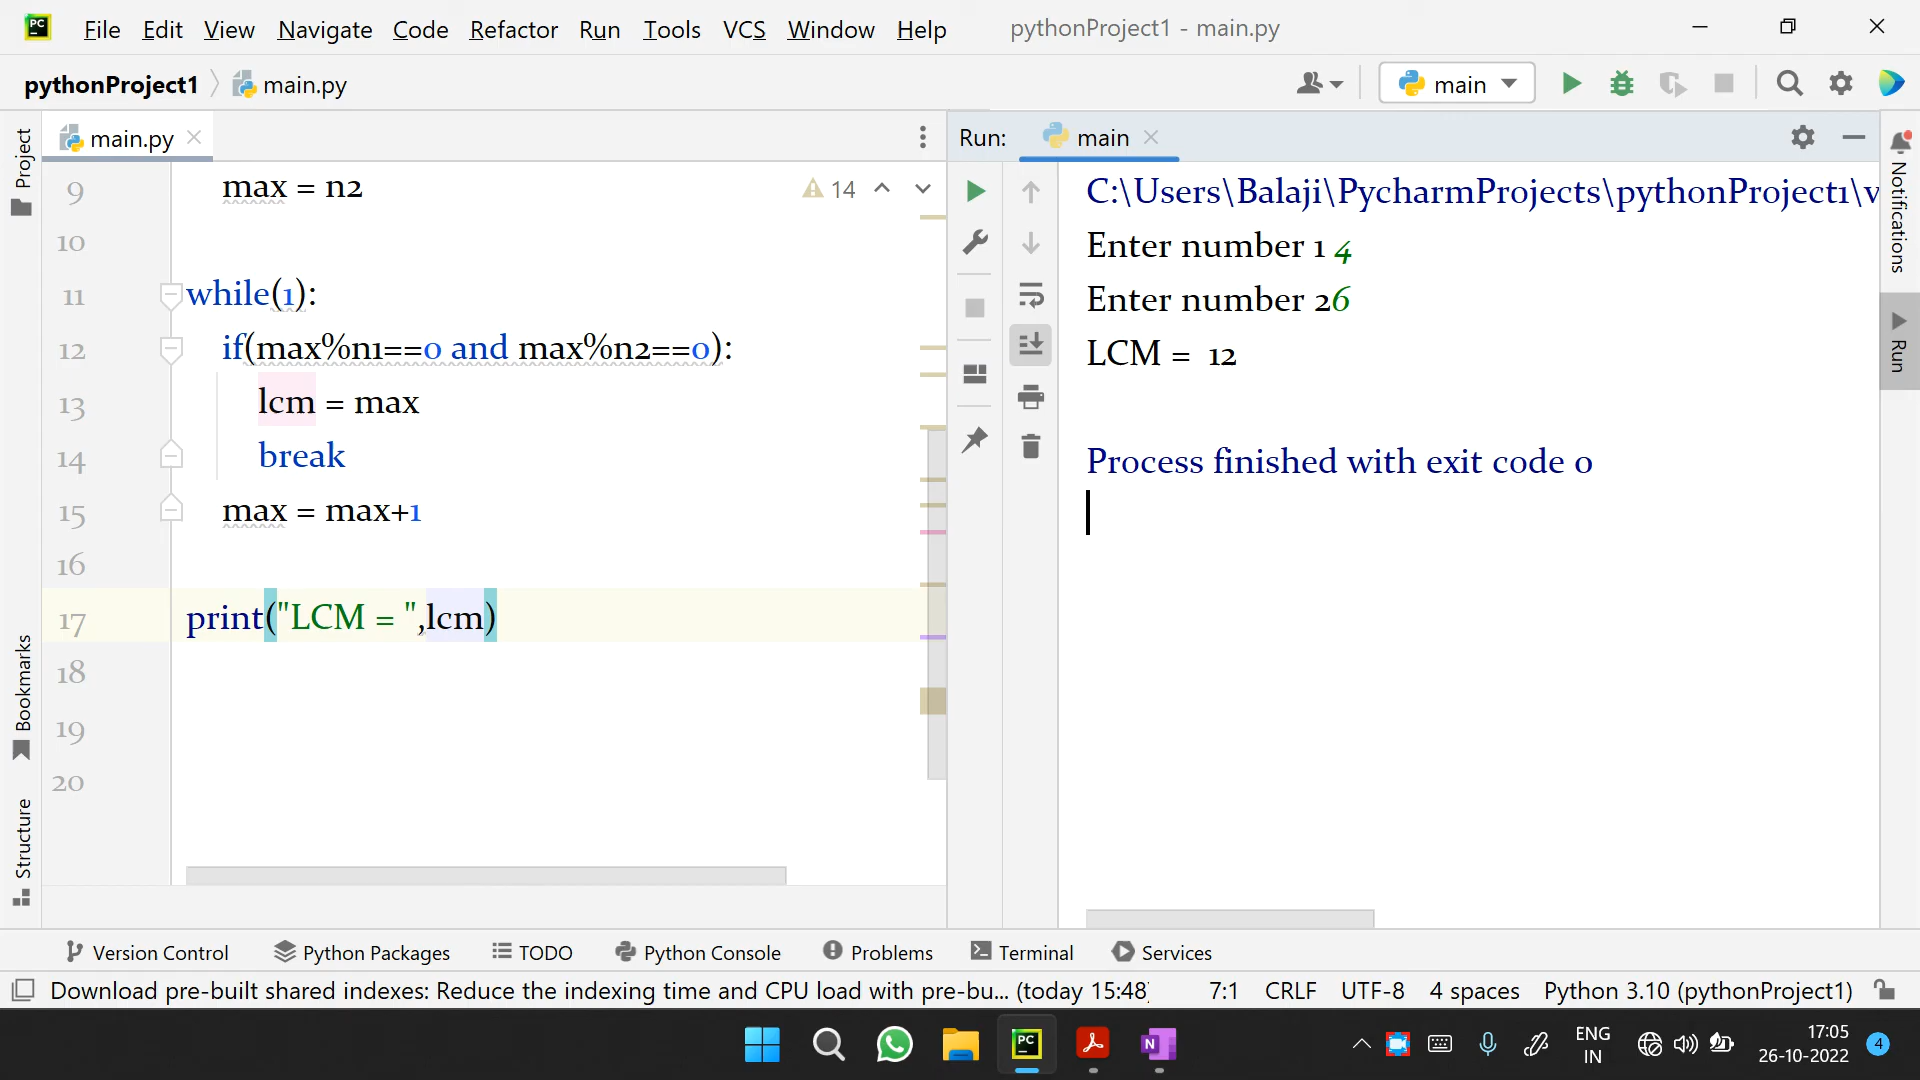 PC File Edit View Navigate Code Refactor Run Tools VCS Window Help pythonProject1 - main.py
pythonProject1 main.py main
Project
main.py
Run: main
Notifications
Run
9 max = n2 14
10
11 while(1):
12 if(max%n1==0 and max%n2==0):
13 lcm = max
14 break
15 max = max+1
16
17 print("LCM = ",lcm)
18
19
20
C:\Users\Balaji\PycharmProjects\pythonProject1\v
Enter number 1 4
Enter number 26
LCM = 12
Process finished with exit code 0
Bookmarks
Structure
Version Control Python Packages TODO Python Console Problems Terminal Services
Download pre-built shared indexes: Reduce the indexing time and CPU load with pre-bu... (today 15:48) 7:1 CRLF UTF-8 4 spaces Python 3.10 (pythonProject1)
PC N ENG 17:05
IN 26-10-2022 4